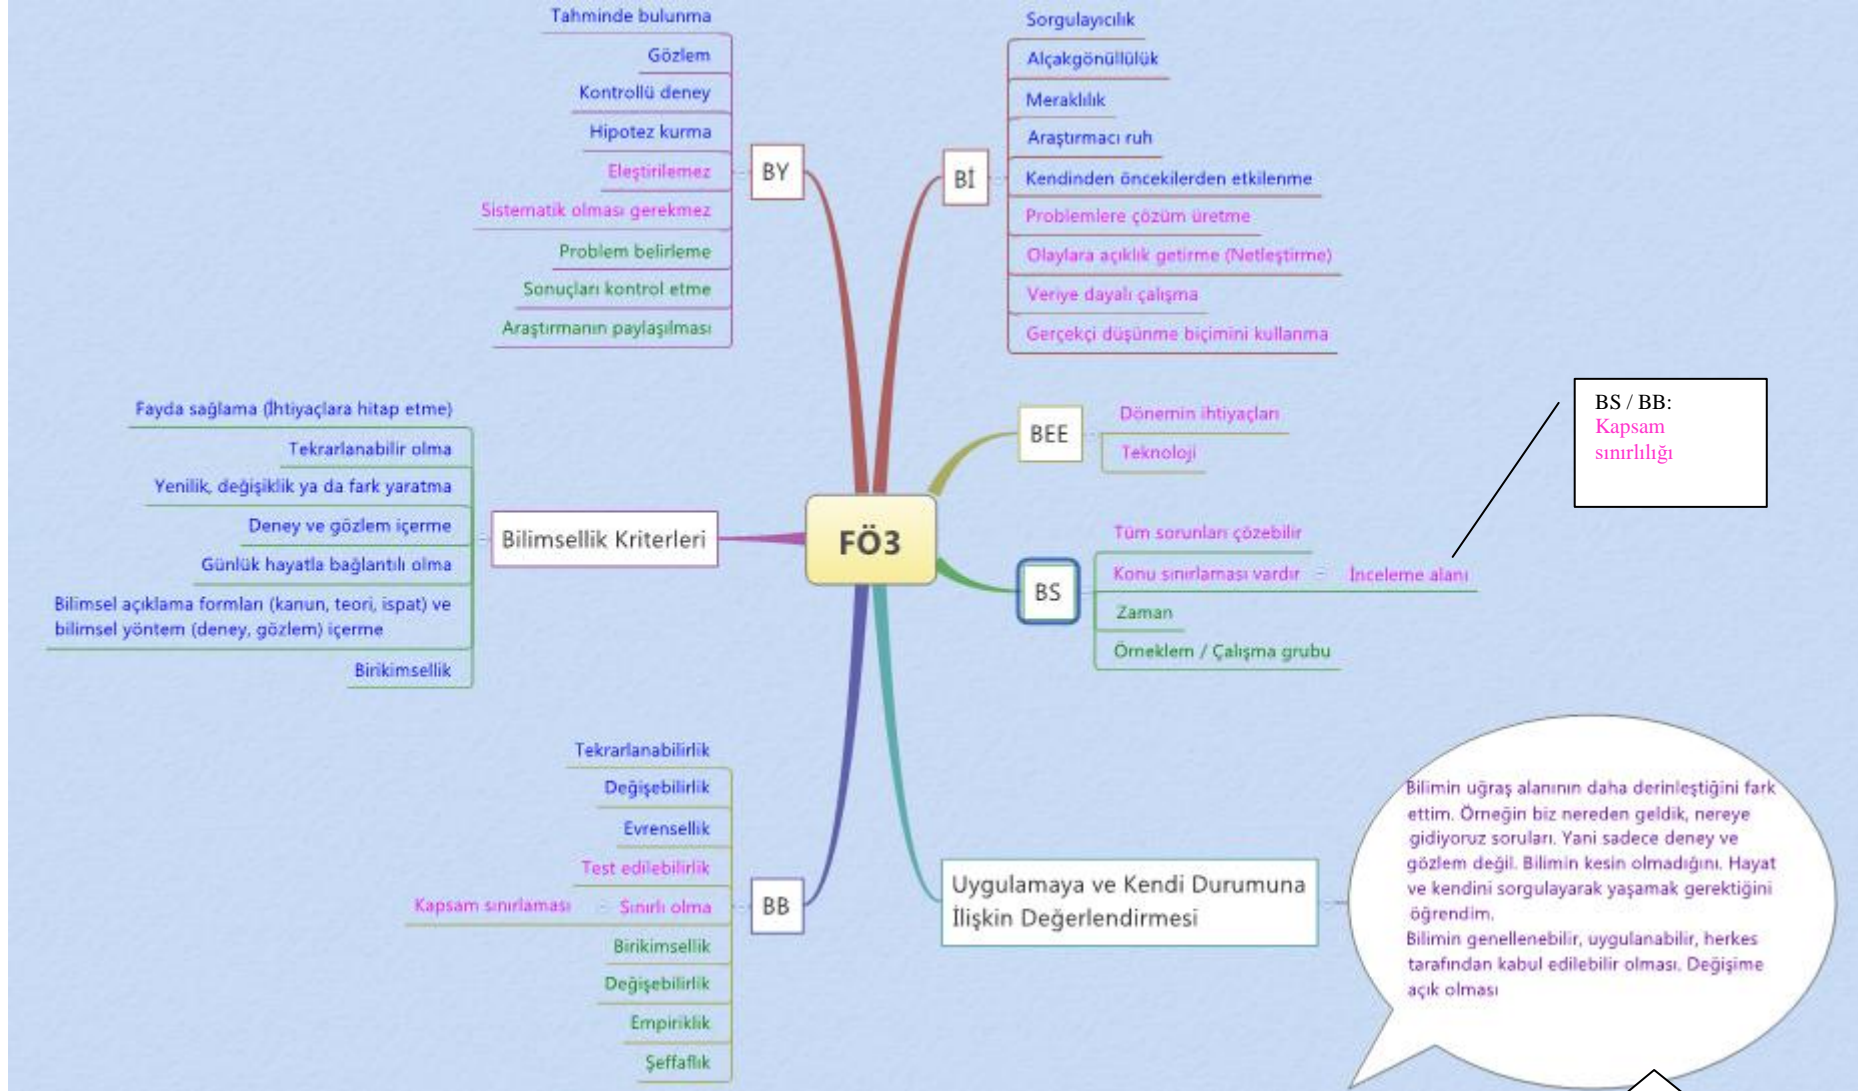 Tahminde bulunma
Gözlem
Kontrollü deney
Hipotez kurma
Eleştirilemez
Sistematik olması gerekmez
Problem belirleme
Sonuçları kontrol etme
Araştırmanın paylaşılması
BY
Sorgulayıcılık
Alçakgönüllülük
Meraklılık
Araştırmacı ruh
Kendinden öncekilerden etkilenme
Problemlere çözüm üretme
Olaylara açıklık getirme (Netleştirme)
Veriye dayalı çalışma
Gerçekçi düşünme biçimini kullanma
Bİ
Fayda sağlama (İhtiyaçlara hitap etme)
Tekrarlanabilir olma
Yenilik, değişiklik ya da fark yaratma
Deney ve gözlem içerme
Günlük hayatla bağlantılı olma
Bilimsel açıklama formları (kanun, teori, ispat) ve
bilimsel yöntem (deney, gözlem) içerme
Birikimsellik
Bilimsellik Kriterleri
FÖ3
BEE
Dönemin ihtiyaçları
Teknoloji
BS
Tüm sorunları çözebilir
Konu sınırlaması vardır
İnceleme alanı
Zaman
Örneklem / Çalışma grubu
BS / BB:
Kapsam
sınırlılığı
Tekrarlanabilirlik
Değişebilirlik
Evrensellik
Test edilebilirlik
Kapsam sınırlaması
Sınırlı olma
Birikimsellik
Değişebilirlik
Empiriklik
Şeffaflık
BB
Uygulamaya ve Kendi Durumuna
İlişkin Değerlendirmesi
Bilimin uğraş alanının daha derinleştiğini fark
ettim. Örneğin biz nereden geldik, nereye
gidiyoruz soruları. Yani sadece deney ve
gözlem değil. Bilimin kesin olmadığını. Hayat
ve kendini sorgulayarak yaşamak gerektiğini
öğrendim.
Bilimin genellenebilir, uygulanabilir, herkes
tarafından kabul edilebilir olması. Değişime
açık olması